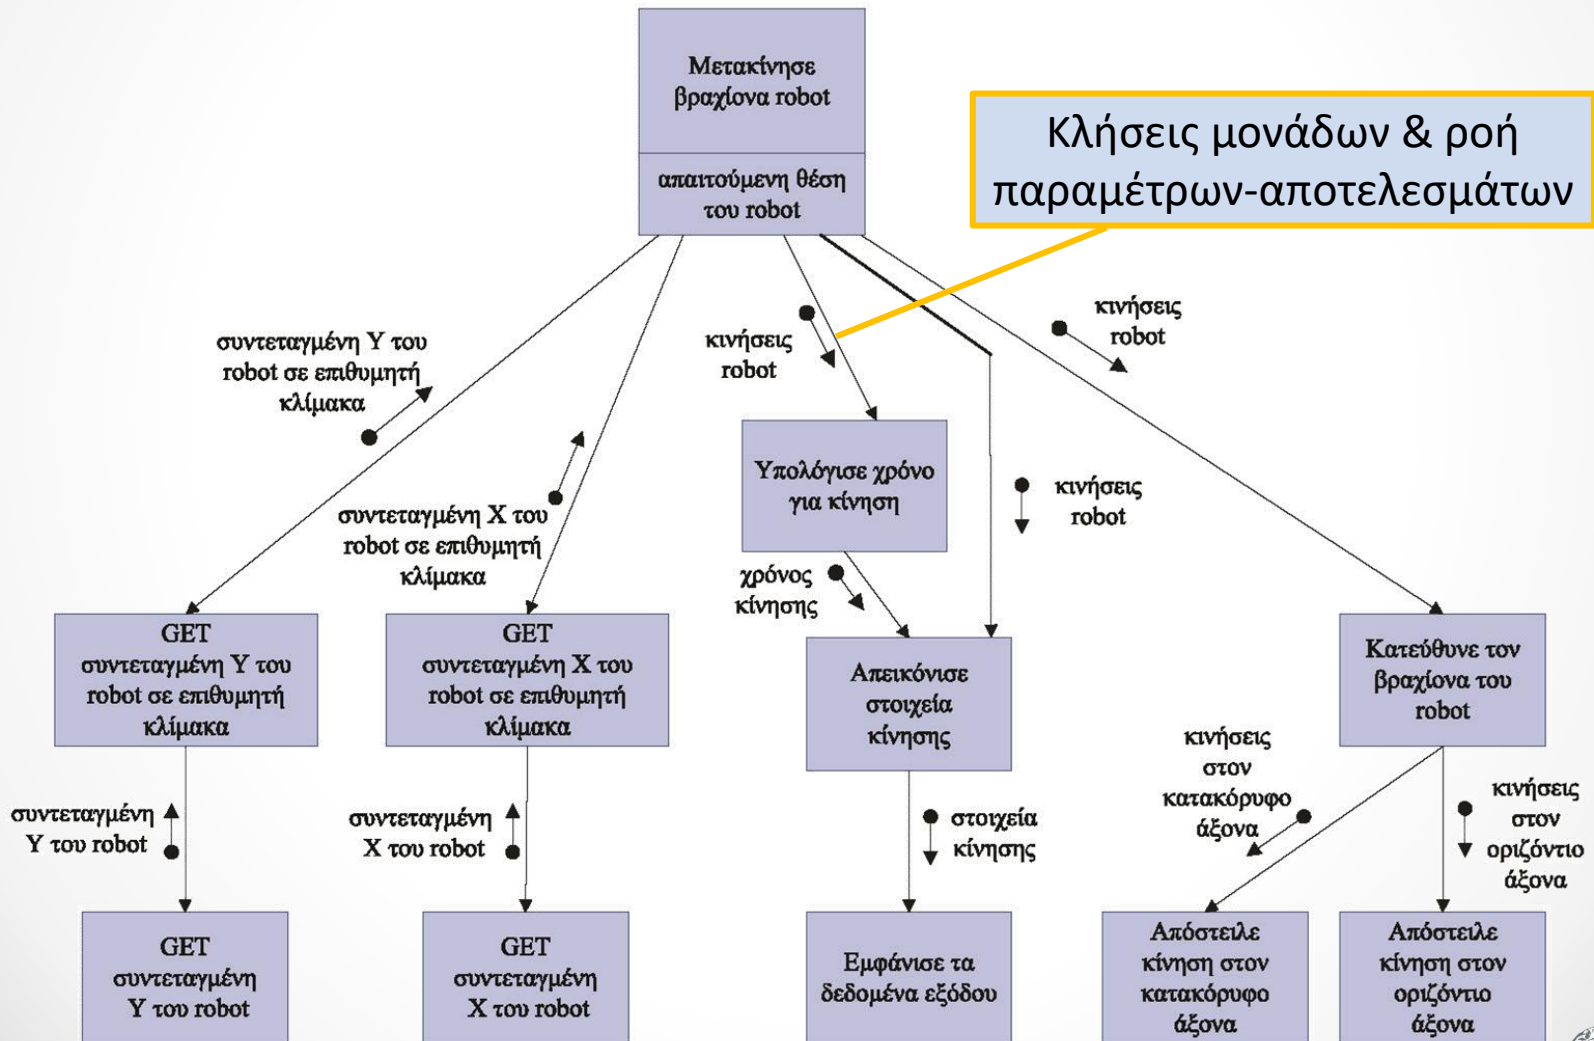 Μετακίνησε
βραχίονα robot
απαιτούμενη θέση
του robot
Κλήσεις μονάδων & ροή
παραμέτρων-αποτελεσμάτων
συντεταγμένη Υ του
robot σε επιθυμητή
κλίμακα
συντεταγμένη Χ του
robot σε επιθυμητή
κλίμακα
κινήσεις
robot
κινήσεις
robot
κινήσεις
robot
Υπολόγισε χρόνο
για κίνηση
χρόνος
κίνησης
GET
συντεταγμένη Υ του
robot σε επιθυμητή
κλίμακα
GET
συντεταγμένη Χ του
robot σε επιθυμητή
κλίμακα
Απεικόνισε
στοιχεία
κίνησης
Κατεύθυνε τον
βραχίονα του
robot
συντεταγμένη
Υ του robot
συντεταγμένη
Χ του robot
στοιχεία
κίνησης
κινήσεις
στον
κατακόρυφο
άξονα
κινήσεις
στον
οριζόντιο
άξονα
GET
συντεταγμένη
Υ του robot
GET
συντεταγμένη
Χ του robot
Εμφάνισε τα
δεδομένα εξόδου
Απόστειλε
κίνηση στον
κατακόρυφο
άξονα
Απόστειλε
κίνηση στον
οριζόντιο
άξονα